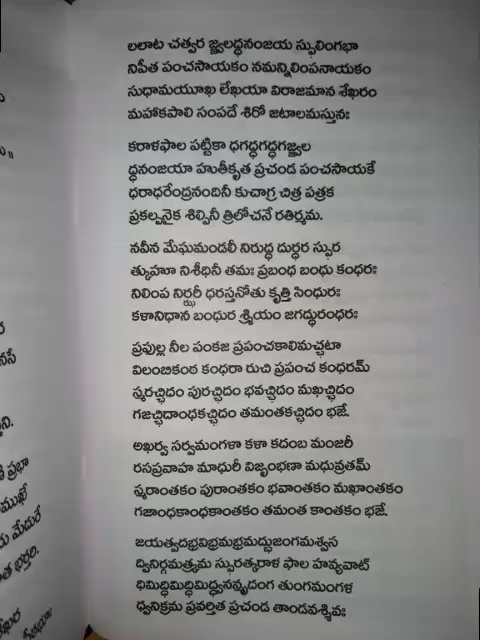 లలాట చత్వర జ్జ్వలద్ధనంజయ స్ఫులింగభా
నిపీత పంచసాయకం నమన్నిలింపనాయకం
సుధామయూఖ లేఖయా విరాజమాన శేఖరం
మహాకపాలి సంపదే శిరో జటాలమస్తునః
కరాళఫాల పట్టికా ధగద్ధగద్ధగజ్జ్వల
ద్ధనంజయా హుతీకృత ప్రచండ పంచసాయకే
ధరాధరేంద్రనందినీ కుచాగ్ర చిత్ర పత్రక
ప్రకల్పనైక శిల్పినీ త్రిలోచనే రతిర్మమ.
నవీన మేఘమండలీ నిరుద్ధ దుర్ధర స్ఫుర
త్కుహూ నిశీథినీ తమః ప్రబంధ బంధు కంధరః
నిలింప నిర్ఝరీ ధరస్తనోతు కృత్తి సింధురః
కళానిధాన బంధుర శ్శ్రియం జగద్ధురంధరః
ప్రఫుల్ల నీల పంకజ ప్రపంచకాలిమచ్ఛటా
విలంబికంఠ కంధరా రుచి ప్రపంచ కంధరమ్
స్మరచ్ఛిదం పురచ్ఛిదం భవచ్ఛిదం మఖచ్ఛిదం
గజచ్ఛిదాంధకచ్ఛిదం తమంతకచ్ఛిదం భజే.
అఖర్వ సర్వమంగళా కళా కదంబ మంజరీ
రసప్రవాహ మాధురీ విజృంభణా మధువ్రతమ్
స్మరాంతకం పురాంతకం భవాంతకం మఖాంతకం
గజాంధకాంధకాంతకం తమంత కాంతకం భజే.
జయత్వదభ్రవిభ్రమభ్రమద్భుజంగమశ్వస
ద్వినిర్గమత్క్రమ స్ఫురత్కరాళ ఫాల హవ్యవాట్
ధిమిద్ధిమిద్ధిమిద్ధ్వనన్మృదంగ తుంగమంగళ
ధ్వనిక్రమ ప్రవర్తిత ప్రచండ తాండవశ్శివః